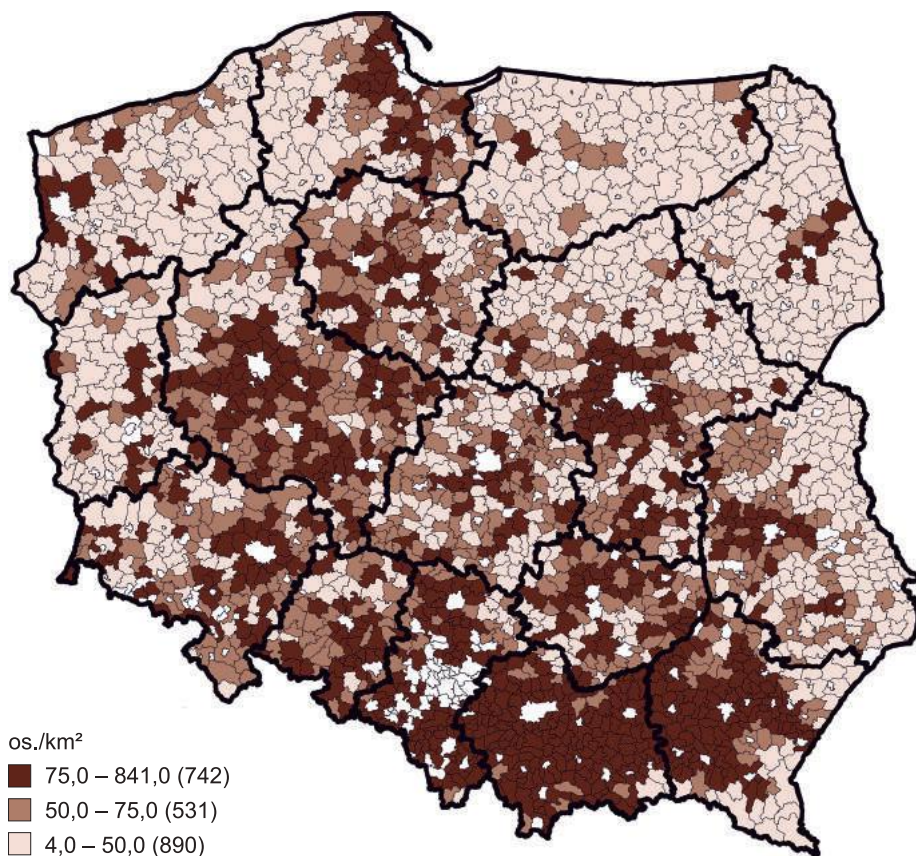 os./km²
75,0 – 841,0 (742)
50,0 – 75,0 (531)
4,0 – 50,0 (890)